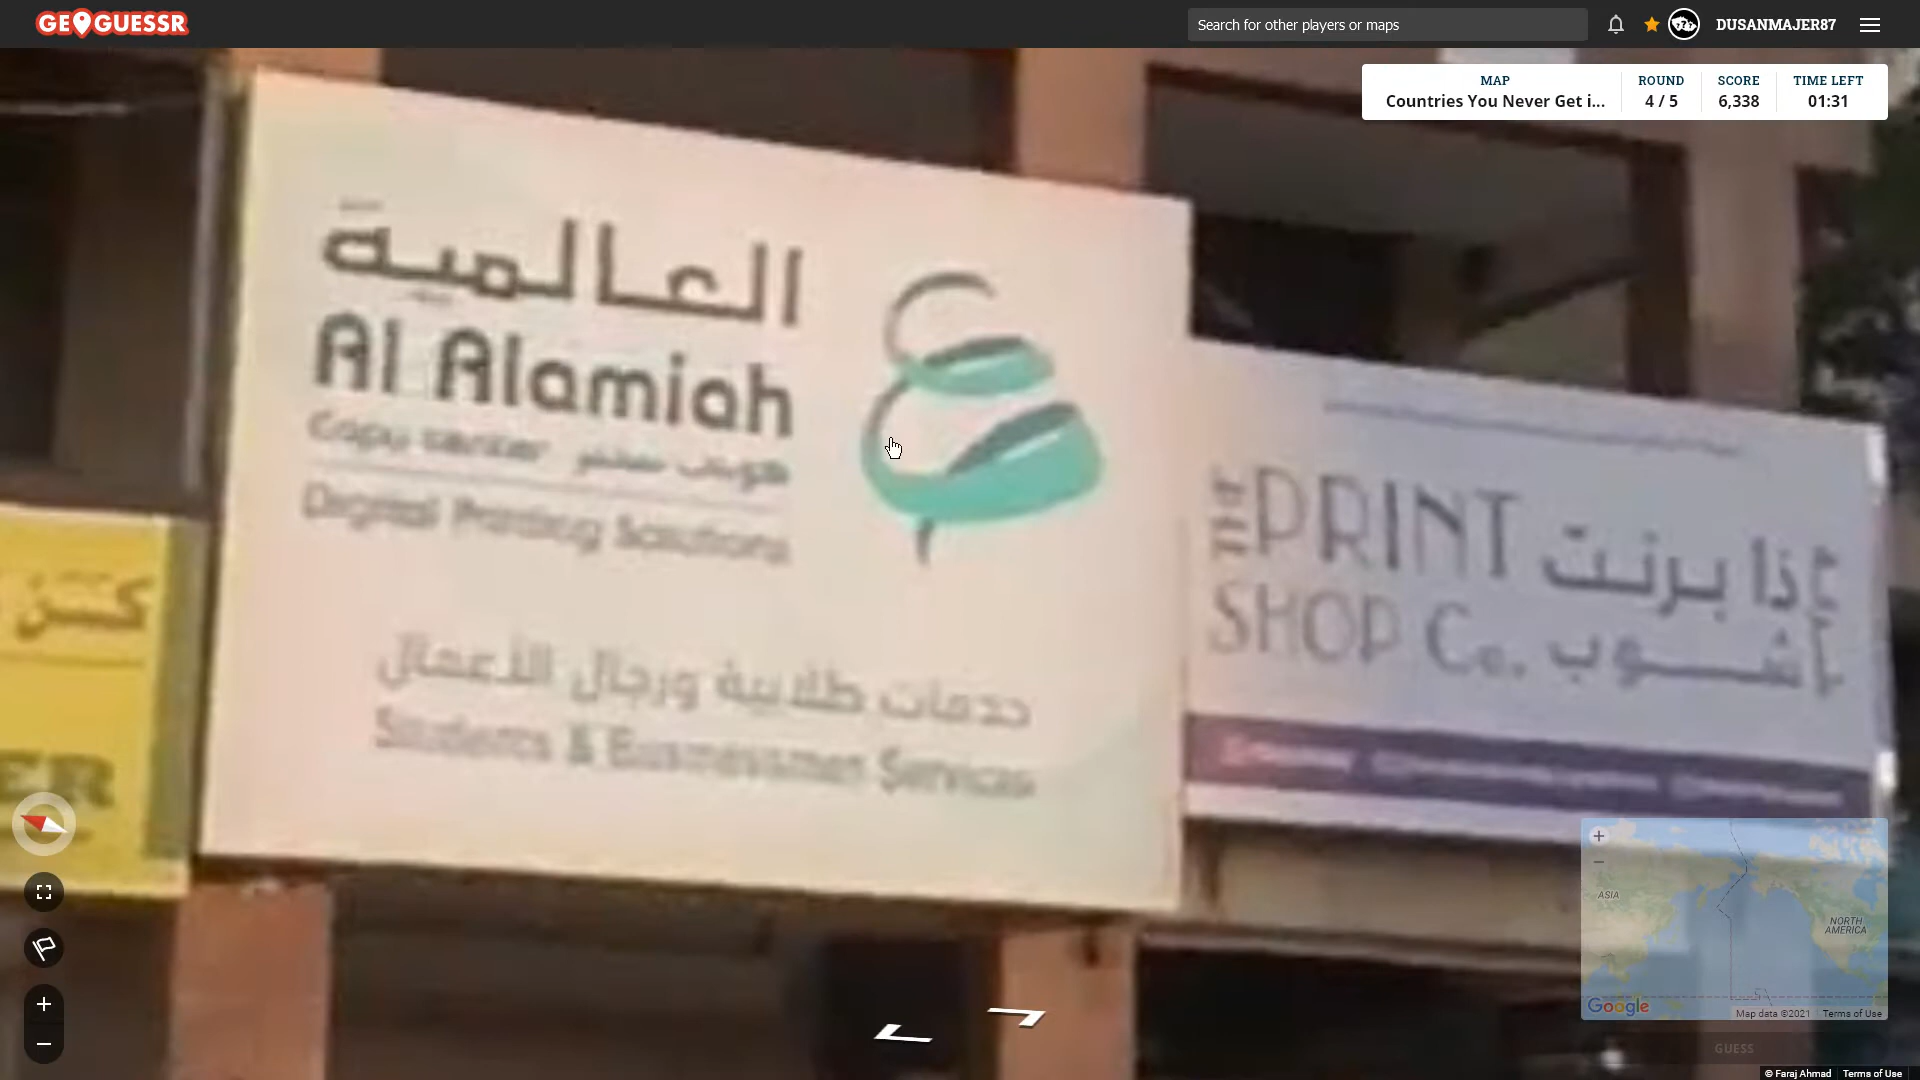 GEOGUESSR
Search for other players or maps
DUSANMAJER87
MAP
Countries You Never Get i...
ROUND
4 / 5
SCORE
6,338
TIME LEFT
01:31
العالمية
Al Alamiah
Copy center كوبي سنتر
Digital Printing Solutions
خدمات طلابية ورجال الأعمال
Students & Businessmen Services
THE PRINT
SHOP Co.
ذا برنت
شوب
ER
+
−
ASIA
NORTH
AMERICA
Google
Map data ©2021
Terms of Use
GUESS
© Faraj Ahmad
Terms of Use